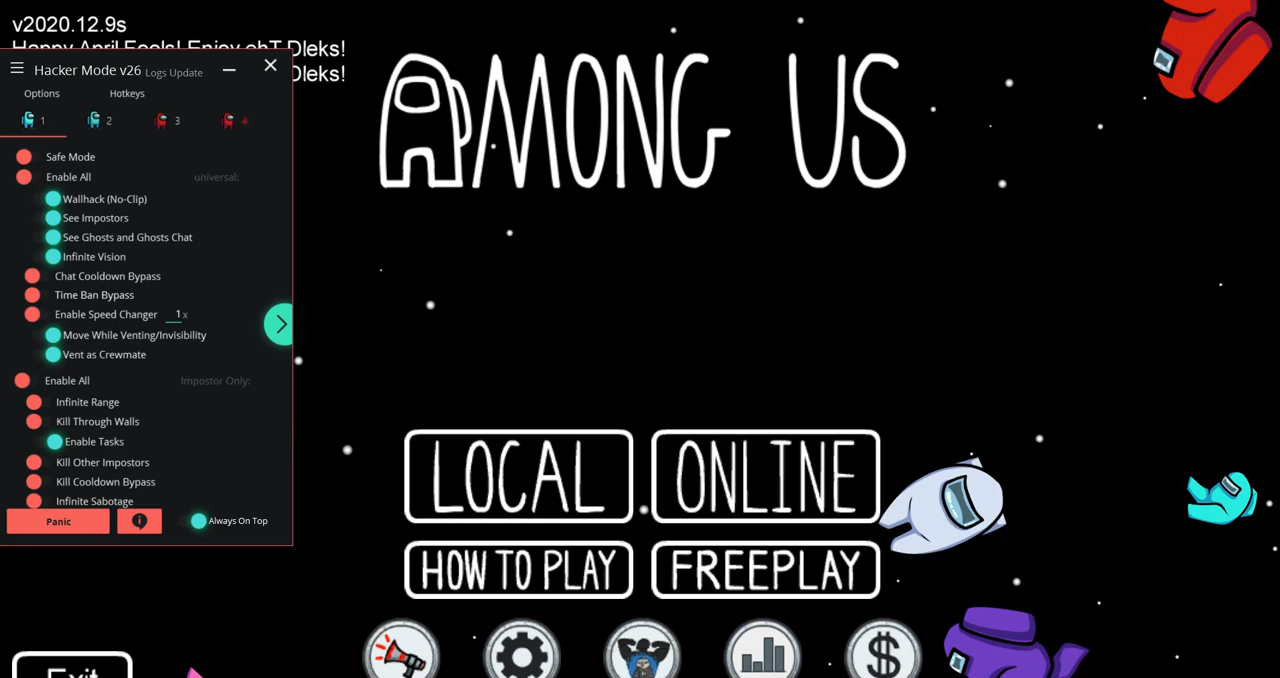 v2020.12.9s
Happy April Fools! Enjoy ehT Dleks!
Dleks!
Hacker Mode v26 Logs Update
Options Hotkeys
1 2 3 4
Safe Mode
Enable All universal:
Wallhack (No-Clip)
See Impostors
See Ghosts and Ghosts Chat
Infinite Vision
Chat Cooldown Bypass
Time Ban Bypass
Enable Speed Changer 1x
Move While Venting/Invisibility
Vent as Crewmate
Enable All Impostor Only:
Infinite Range
Kill Through Walls
Enable Tasks
Kill Other Impostors
Kill Cooldown Bypass
Infinite Sabotage
Panic
Always On Top
AMONG US
LOCAL
ONLINE
HOW TO PLAY
FREEPLAY
$
Exit